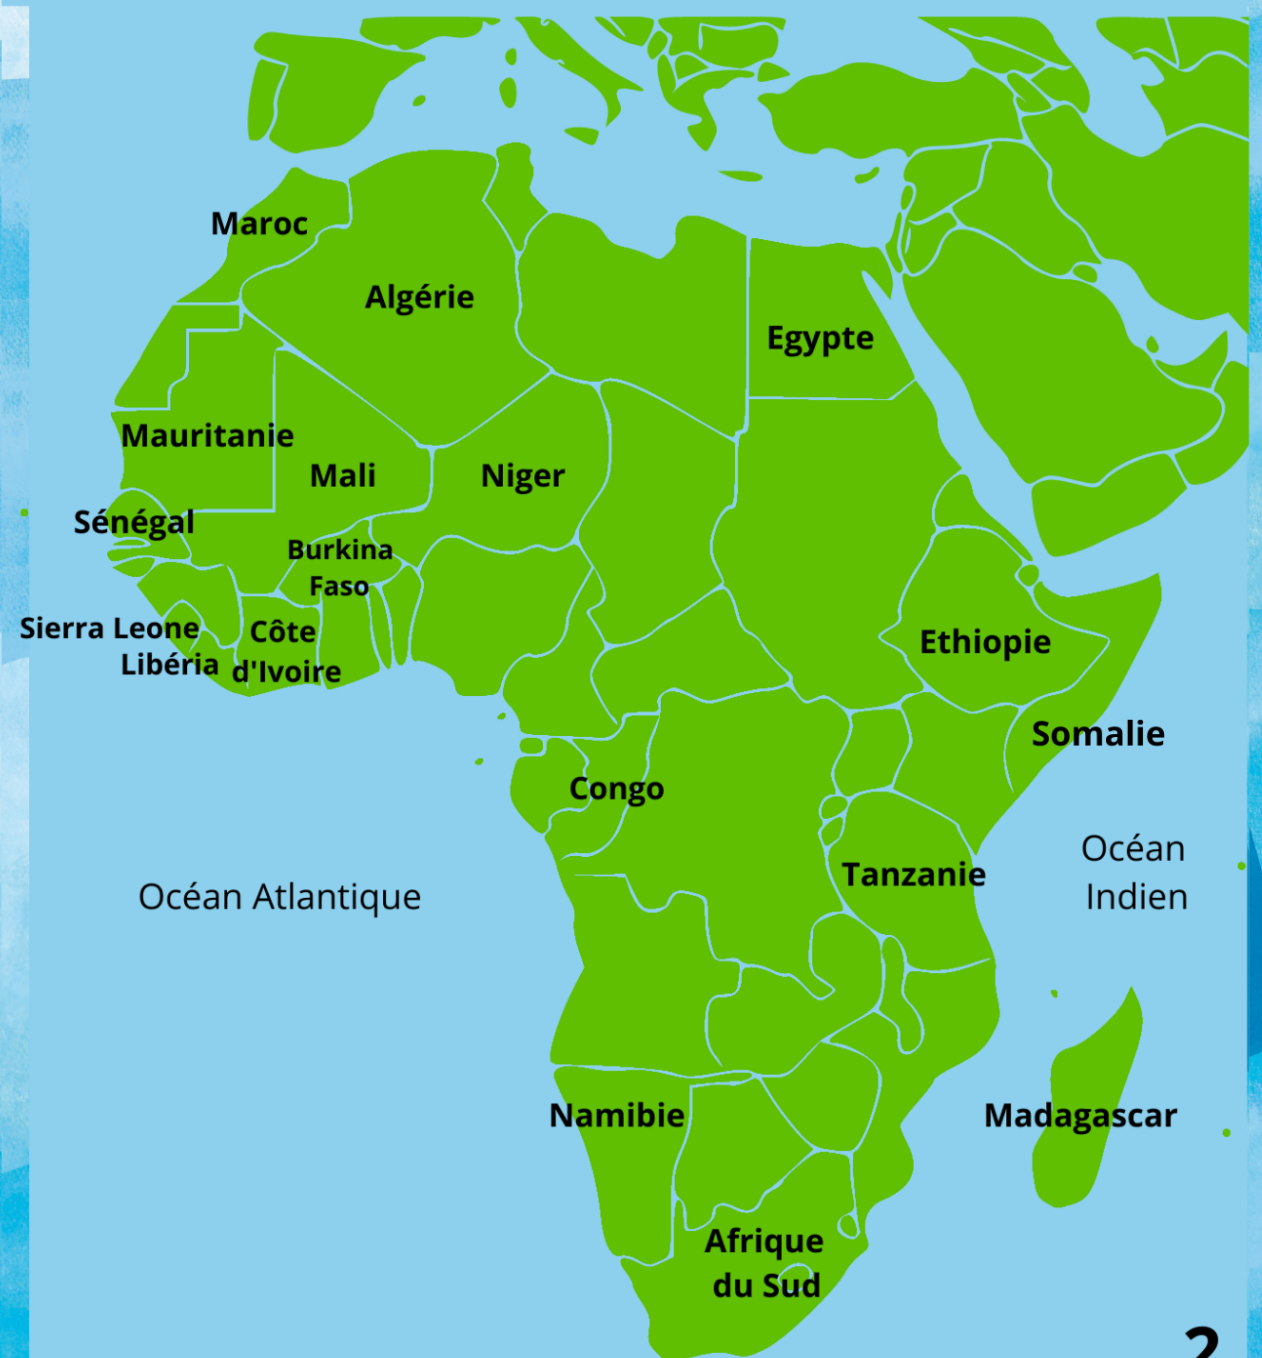 Maroc
Algérie
Egypte
Mauritanie
Mali
Niger
Sénégal
Burkina
Faso
Sierra Leone
Libéria
Côte
d'Ivoire
Ethiopie
Somalie
Congo
Océan
Indien
Tanzanie
Océan Atlantique
Namibie
Madagascar
Afrique
du Sud
2